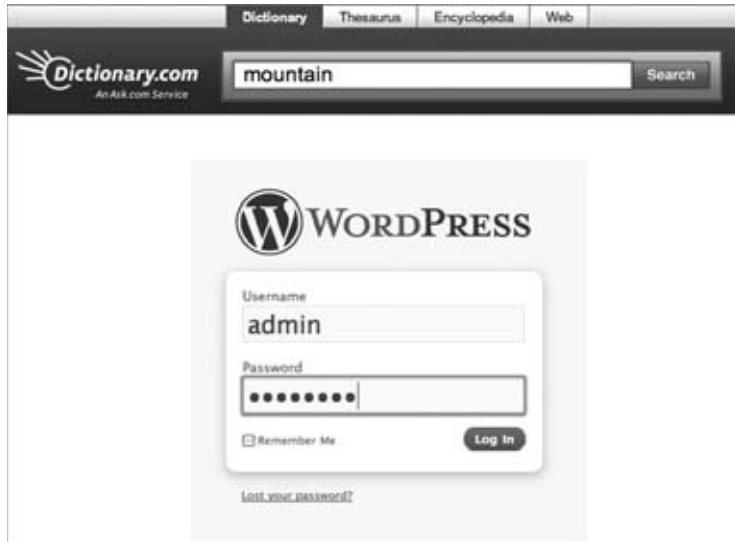 Dictionary Thesaurus Encyclopedia Web
Dictionary.com
An Ask.com Service
mountain
Search
WORDPRESS
Username
admin
Password
••••••••
Remember Me
Log In
Lost your password?